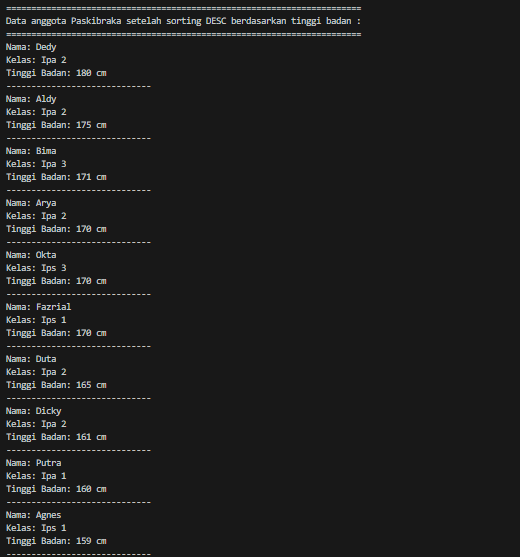 =======================================================================
Data anggota Paskibraka setelah sorting DESC berdasarkan tinggi badan :
=======================================================================
Nama: Dedy
Kelas: Ipa 2
Tinggi Badan: 180 cm
-----------------------------
Nama: Aldy
Kelas: Ipa 2
Tinggi Badan: 175 cm
-----------------------------
Nama: Bima
Kelas: Ipa 3
Tinggi Badan: 171 cm
-----------------------------
Nama: Arya
Kelas: Ipa 2
Tinggi Badan: 170 cm
-----------------------------
Nama: Okta
Kelas: Ips 3
Tinggi Badan: 170 cm
-----------------------------
Nama: Fazrial
Kelas: Ips 1
Tinggi Badan: 170 cm
-----------------------------
Nama: Duta
Kelas: Ipa 2
Tinggi Badan: 165 cm
-----------------------------
Nama: Dicky
Kelas: Ipa 2
Tinggi Badan: 161 cm
-----------------------------
Nama: Putra
Kelas: Ipa 1
Tinggi Badan: 160 cm
-----------------------------
Nama: Agnes
Kelas: Ips 1
Tinggi Badan: 159 cm
-----------------------------